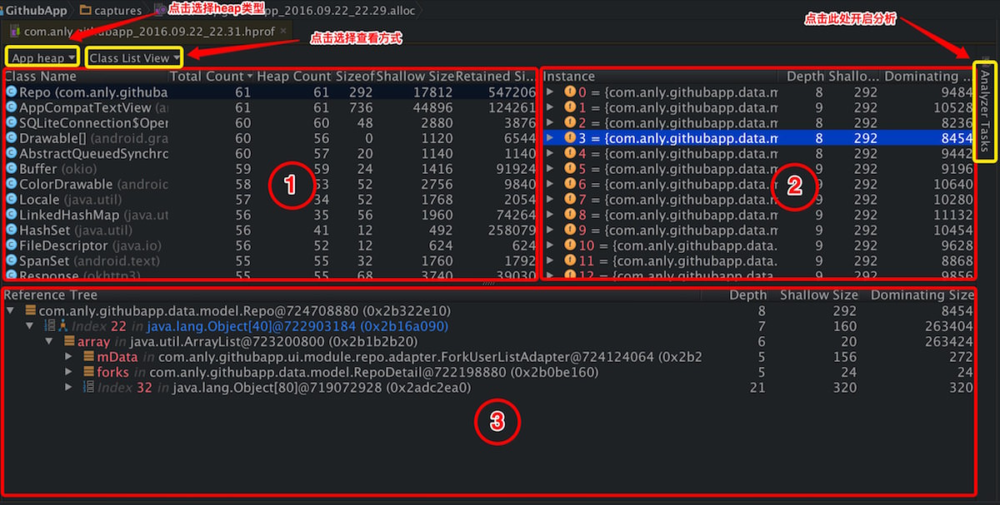 GithubApp captures gi .anly.githubapp_2016.09.22_22.29.alloc
点击选择heap类型
点击此处开启分析
com.anly.githubapp_2016.09.22_22.31.hprof ×
点击选择查看方式
App heap Class List View
Class Name Total Count Heap Count Sizeof Shallow Size Retained Si...
Repo (com.anly.githuba 61 61 292 17812 547206
AppCompatTextView (ar 61 61 736 44896 124261
SQLiteConnection$Oper 60 60 48 2880 3876
Drawable[] (android.gra 60 56 0 1120 6544
AbstractQueuedSynchrc 60 57 20 1140 1140
Buffer (okio) 59 59 24 1416 91924
ColorDrawable (androic 58 53 52 2756 9840
Locale (java.util) 57 34 52 1768 2054
LinkedHashMap (java.ut 56 35 56 1960 74264
HashSet (java.util) 56 41 12 492 258079
FileDescriptor (java.io) 56 52 12 624 624
SpanSet (android.text) 55 55 32 1760 1792
Response (okhttp3) 55 55 68 3740 39030
1
Instance Depth Shallo... Dominating ...
0 = {com.anly.githubapp.data.m 8 292 9484
1 = {com.anly.githubapp.data.m 8 292 10528
2 = {com.anly.githubapp.data.m 8 292 8236
3 = {com.anly.githubapp.data.m 8 292 8454
4 = {com.anly.githubapp.data.m 8 292 9442
5 = {com.anly.githubapp.data.m 9 292 9196
6 = {com.anly.githubapp.data.m 9 292 10640
7 = {com.anly.githubapp.data.m 9 292 10280
8 = {com.anly.githubapp.data.m 9 292 11132
9 = {com.anly.githubapp.data.m 9 292 10454
10 = {com.anly.githubapp.data. 9 292 9628
11 = {com.anly.githubapp.data. 9 292 8868
12 = {com.anly.githubapp.data. 9 292 9856
2
Analyzer Tasks
Reference Tree Depth Shallow Size Dominating Size
com.anly.githubapp.data.model.Repo@724708880 (0x2b322e10) 8 292 8454
Index 22 in java.lang.Object[40]@722903184 (0x2b16a090) 7 160 263404
array in java.util.ArrayList@723200800 (0x2b1b2b20) 6 20 263424
mData in com.anly.githubapp.ui.module.repo.adapter.ForkUserListAdapter@724124064 (0x2b2 5 156 272
forks in com.anly.githubapp.data.model.RepoDetail@722198880 (0x2b0be160) 5 24 24
Index 32 in java.lang.Object[80]@719072928 (0x2adc2ea0) 21 320 320
3